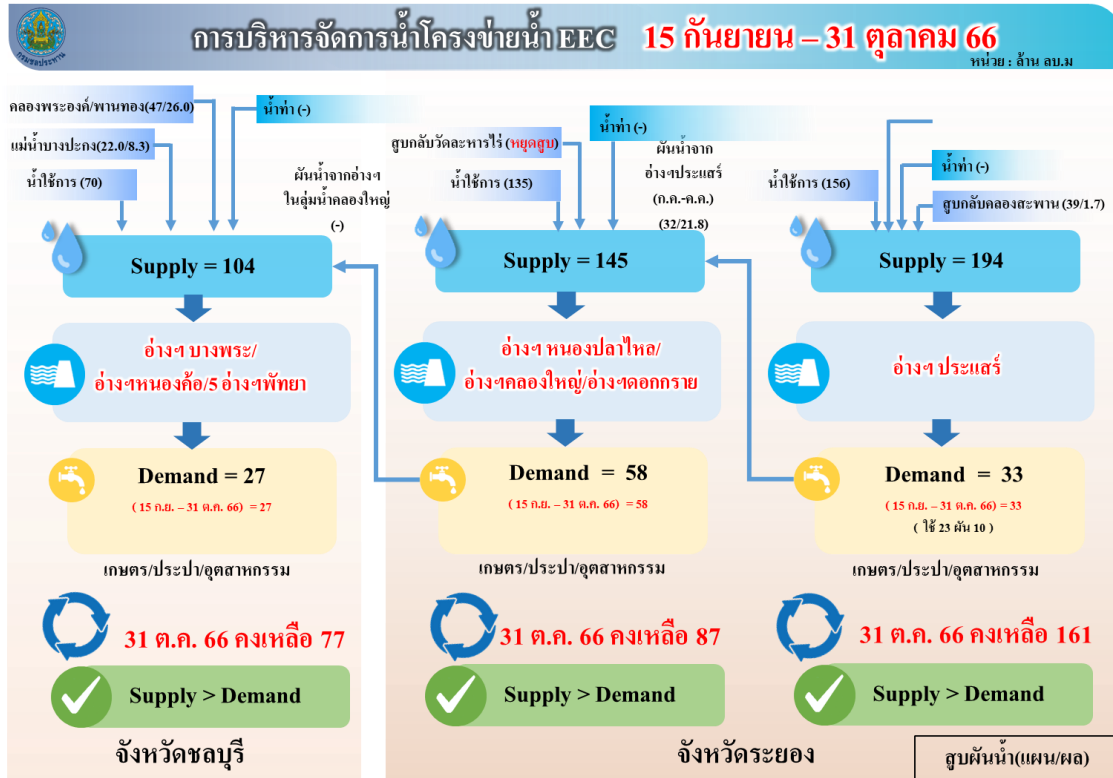 กรมชลประทาน
การบริหารจัดการน้ำโครงข่ายน้ำ EEC 15 กันยายน – 31 ตุลาคม 66
หน่วย : ล้าน ลบ.ม
คลองพระองค์/พานทอง(47/26.0)
น้ำท่า (-)
แม่น้ำบางปะกง(22.0/8.3)
น้ำใช้การ (70)
ผันน้ำจากอ่างฯ
ในลุ่มน้ำคลองใหญ่
(-)
Supply = 104
อ่างฯ บางพระ/
อ่างฯหนองค้อ/5 อ่างฯพัทยา
Demand = 27
( 15 ก.ย. – 31 ต.ค. 66) = 27
เกษตร/ประปา/อุตสาหกรรม
31 ต.ค. 66 คงเหลือ 77
Supply > Demand
จังหวัดชลบุรี
น้ำท่า (-)
สูบกลับวัดละหารไร่ (หยุดสูบ)
น้ำใช้การ (135)
ผันน้ำจาก
อ่างฯประแสร์
(ก.ค.-ต.ค.)
(32/21.8)
Supply = 145
อ่างฯ หนองปลาไหล/
อ่างฯคลองใหญ่/อ่างฯดอกกราย
Demand = 58
( 15 ก.ย. – 31 ต.ค. 66) = 58
เกษตร/ประปา/อุตสาหกรรม
31 ต.ค. 66 คงเหลือ 87
Supply > Demand
น้ำท่า (-)
น้ำใช้การ (156)
สูบกลับคลองสะพาน (39/1.7)
Supply = 194
อ่างฯ ประแสร์
Demand = 33
( 15 ก.ย. – 31 ต.ค. 66) = 33
( ใช้ 23 ผัน 10 )
เกษตร/ประปา/อุตสาหกรรม
31 ต.ค. 66 คงเหลือ 161
Supply > Demand
จังหวัดระยอง
สูบผันน้ำ(แผน/ผล)